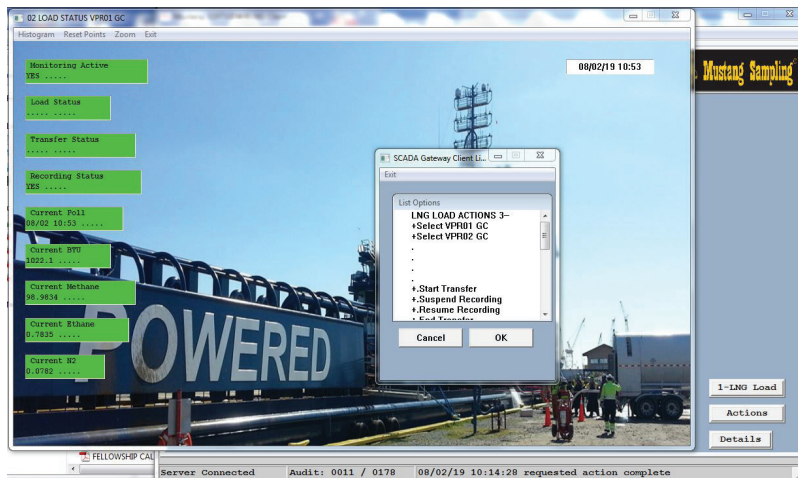 02 LOAD STATUS VPR01 GC
Histogram Reset Points Zoom Exit
08/02/19 10:53
Mustang Sampling
Monitoring Active
YES .....
Load Status
..... .....
Transfer Status
..... .....
Recording Status
YES .....
Current Poll
08/02 10:53 .....
Current BTU
1022.1 .....
Current Methane
98.9834 .....
Current Ethane
0.7835 .....
Current N2
0.0782 .....
SCADA Gateway Client Li...
Exit
List Options
LNG LOAD ACTIONS 3--
+Select VPR01 GC
+Select VPR02 GC
.
.
.
.
+.Start Transfer
+.Suspend Recording
+.Resume Recording
+.End Transfer
Cancel OK
POWERED
1-LNG Load
Actions
Details
FELLOWSHIP CAL
Server Connected Audit: 0011 / 0178 08/02/19 10:14:28 requested action complete